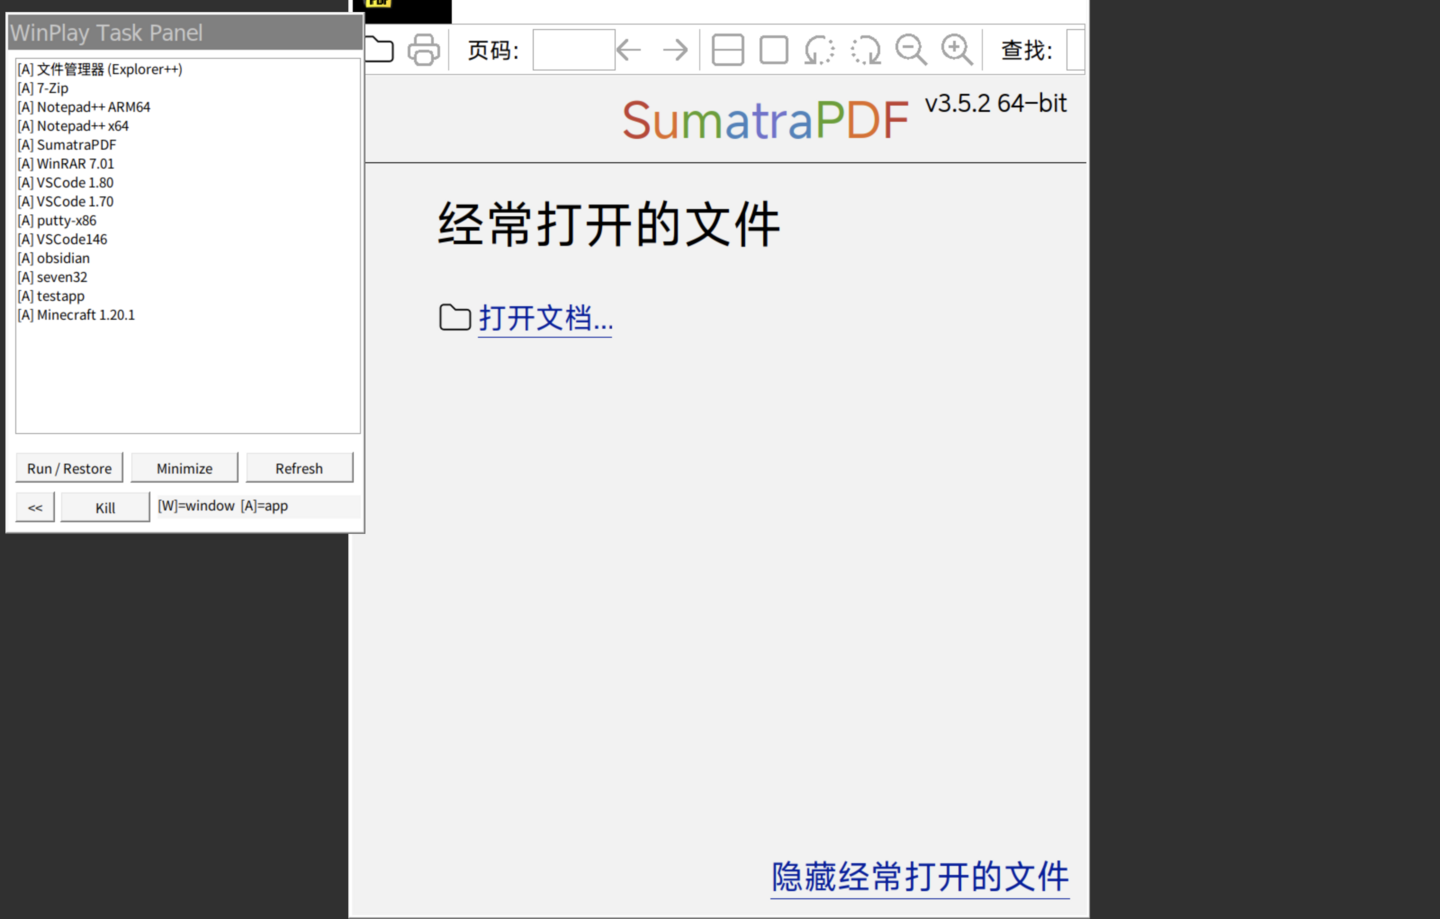 PDF
WinPlay Task Panel
[A] 文件管理器 (Explorer++)
[A] 7-Zip
[A] Notepad++ ARM64
[A] Notepad++ x64
[A] SumatraPDF
[A] WinRAR 7.01
[A] VSCode 1.80
[A] VSCode 1.70
[A] putty-x86
[A] VSCode146
[A] obsidian
[A] seven32
[A] testapp
[A] Minecraft 1.20.1
Run / Restore
Minimize
Refresh
<<
Kill
[W]=window [A]=app
页码:
查找:
SumatraPDF v3.5.2 64-bit
经常打开的文件
打开文档...
隐藏经常打开的文件